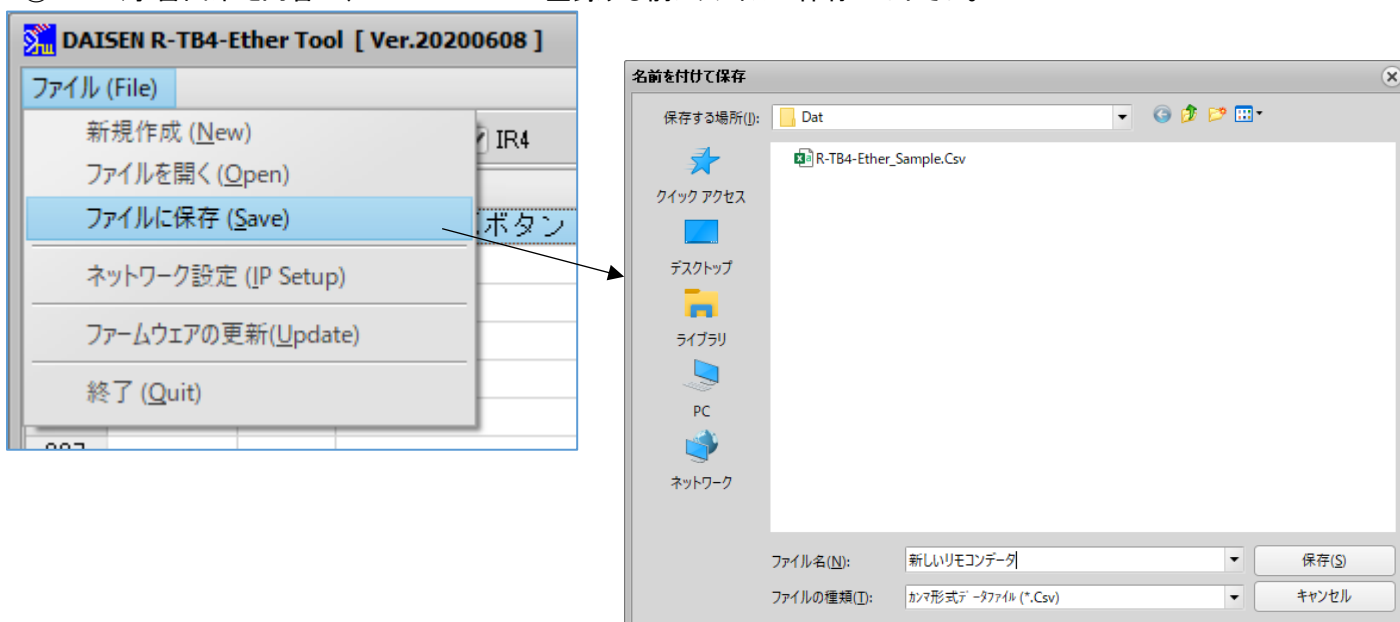 DAISEN R-TB4-Ether Tool [ Ver.20200608 ]
ファイル (File)
新規作成 (New)
IR4
ファイルを開く(Open)
ファイルに保存 (Save)
ボタン
ネットワーク設定 (IP Setup)
ファームウェアの更新(Update)
終了 (Quit)
名前を付けて保存
保存する場所(I):
Dat
R-TB4-Ether_Sample.Csv
クイック アクセス
デスクトップ
ライブラリ
PC
ネットワーク
ファイル名(N):
新しいリモコンデータ
保存(S)
ファイルの種類(T):
カンマ形式データファイル (*.Csv)
キャンセル